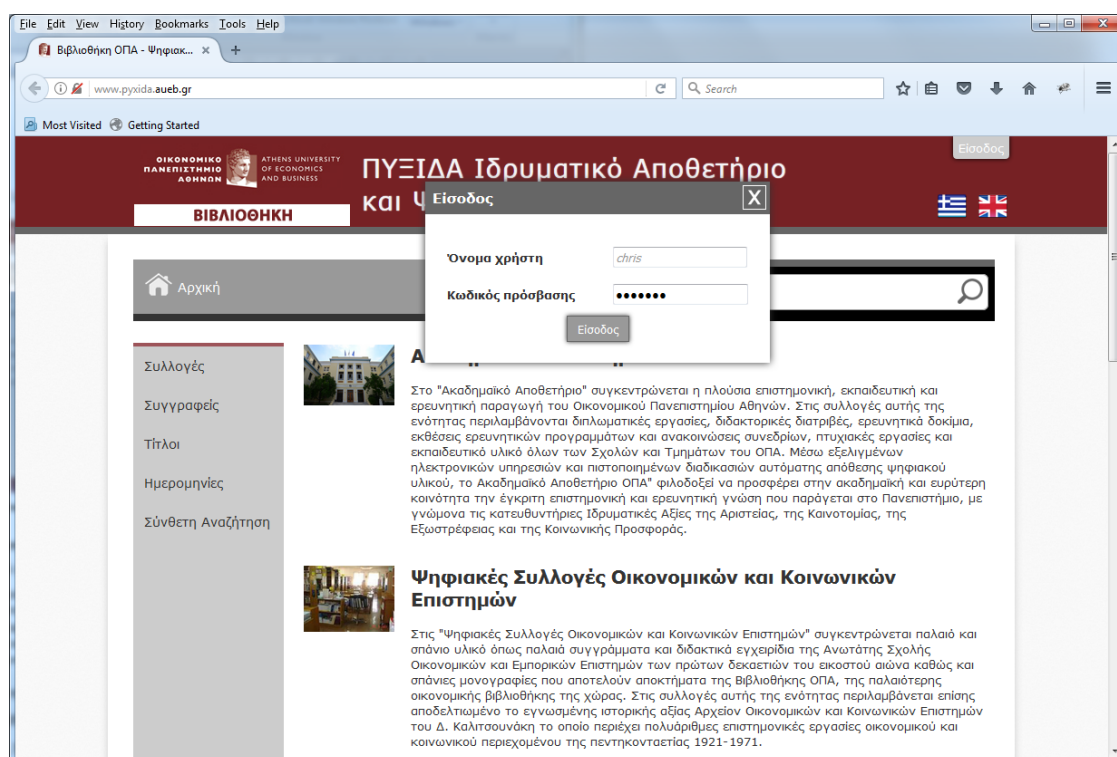 File Edit View History Bookmarks Tools Help
Βιβλιοθήκη ΟΠΑ - Ψηφιακ... × +
www.pyxida.aueb.gr
Search
Most Visited Getting Started
Είσοδος
ΟΙΚΟΝΟΜΙΚΟ
ΠΑΝΕΠΙΣΤΗΜΙΟ
ΑΘΗΝΩΝ
ATHENS UNIVERSITY
OF ECONOMICS
AND BUSINESS
ΒΙΒΛΙΟΘΗΚΗ
ΠΥΞΙΔΑ Ιδρυματικό Αποθετήριο
και
Είσοδος X
Όνομα χρήστη chris
Κωδικός πρόσβασης •••••••
Είσοδος
Αρχική
Συλλογές
Συγγραφείς
Τίτλοι
Ημερομηνίες
Σύνθετη Αναζήτηση
Στο "Ακαδημαϊκό Αποθετήριο" συγκεντρώνεται η πλούσια επιστημονική, εκπαιδευτική και
ερευνητική παραγωγή του Οικονομικού Πανεπιστημίου Αθηνών. Στις συλλογές αυτής της
ενότητας περιλαμβάνονται διπλωματικές εργασίες, διδακτορικές διατριβές, ερευνητικά δοκίμια,
εκθέσεις ερευνητικών προγραμμάτων και ανακοινώσεις συνεδρίων, πτυχιακές εργασίες και
εκπαιδευτικό υλικό όλων των Σχολών και Τμημάτων του ΟΠΑ. Μέσω εξελιγμένων
ηλεκτρονικών υπηρεσιών και πιστοποιημένων διαδικασιών αυτόματης απόθεσης ψηφιακού
υλικού, το Ακαδημαϊκό Αποθετήριο ΟΠΑ" φιλοδοξεί να προσφέρει στην ακαδημαϊκή και ευρύτερη
κοινότητα την έγκριτη επιστημονική και ερευνητική γνώση που παράγεται στο Πανεπιστήμιο, με
γνώμονα τις κατευθυντήριες Ιδρυματικές Αξίες της Αριστείας, της Καινοτομίας, της
Εξωστρέφειας και της Κοινωνικής Προσφοράς.
Ψηφιακές Συλλογές Οικονομικών και Κοινωνικών
Επιστημών
Στις "Ψηφιακές Συλλογές Οικονομικών και Κοινωνικών Επιστημών" συγκεντρώνεται παλαιό και
σπάνιο υλικό όπως παλαιά συγγράμματα και διδακτικά εγχειρίδια της Ανωτάτης Σχολής
Οικονομικών και Εμπορικών Επιστημών των πρώτων δεκαετιών του εικοστού αιώνα καθώς και
σπάνιες μονογραφίες που αποτελούν αποκτήματα της Βιβλιοθήκης ΟΠΑ, της παλαιότερης
οικονομικής βιβλιοθήκης της χώρας. Στις συλλογές αυτής της ενότητας περιλαμβάνεται επίσης
αποδελτιωμένο το εγνωσμένης ιστορικής αξίας Αρχείον Οικονομικών και Κοινωνικών Επιστημών
του Δ. Καλιτσουνάκη το οποίο περιέχει πολυάριθμες επιστημονικές εργασίες οικονομικού και
κοινωνικού περιεχομένου της πεντηκονταετίας 1921-1971.